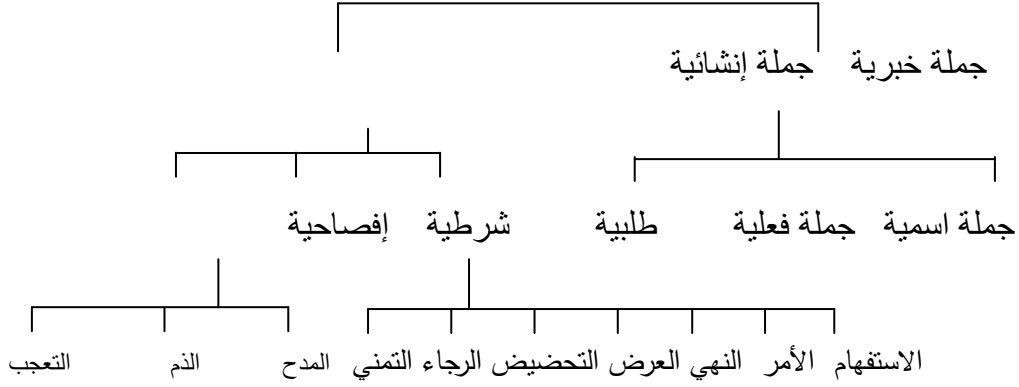 جملة خبرية جملة إنشائية
جملة اسمية جملة فعلية طلبية شرطية إفصاحية
الاستفهام الأمر النهي العرض التحضيض الرجاء التمني المدح الذم التعجب